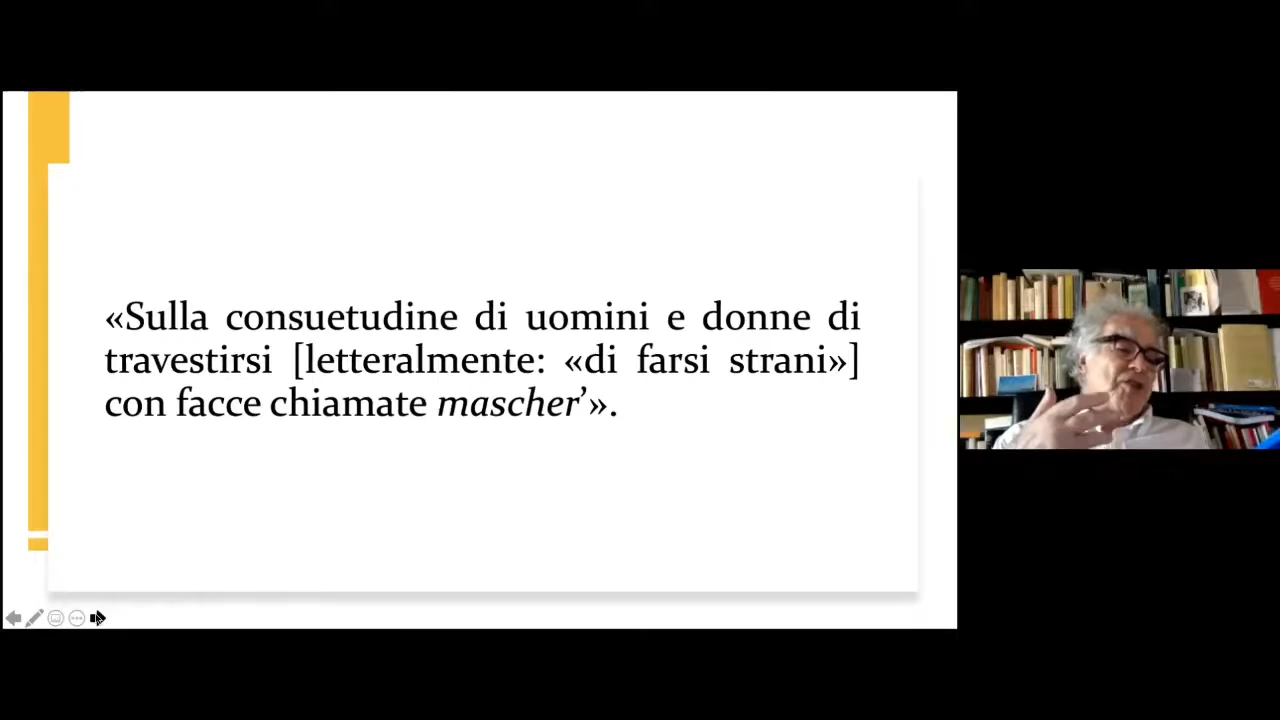 «Sulla consuetudine di uomini e donne di
travestirsi [letteralmente: «di farsi strani»]
con facce chiamate mascher’».